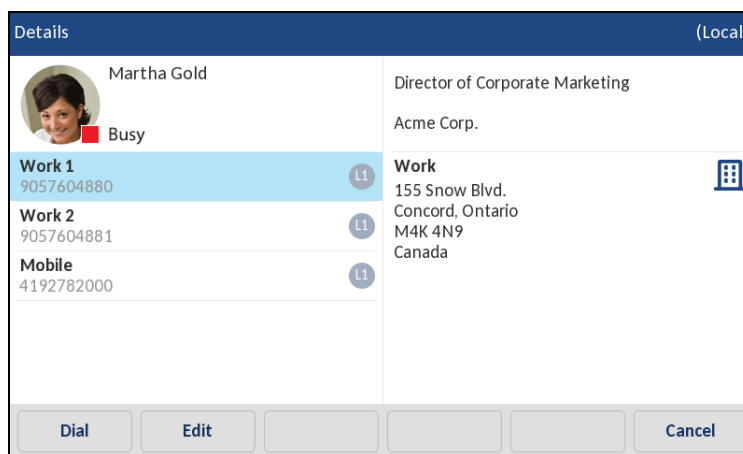 Details
(Local
Martha Gold
Busy
Work 1
9057604880
L1
Work 2
9057604881
L1
Mobile
4192782000
L1
Director of Corporate Marketing
Acme Corp.
Work
155 Snow Blvd.
Concord, Ontario
M4K 4N9
Canada
Dial
Edit
Cancel